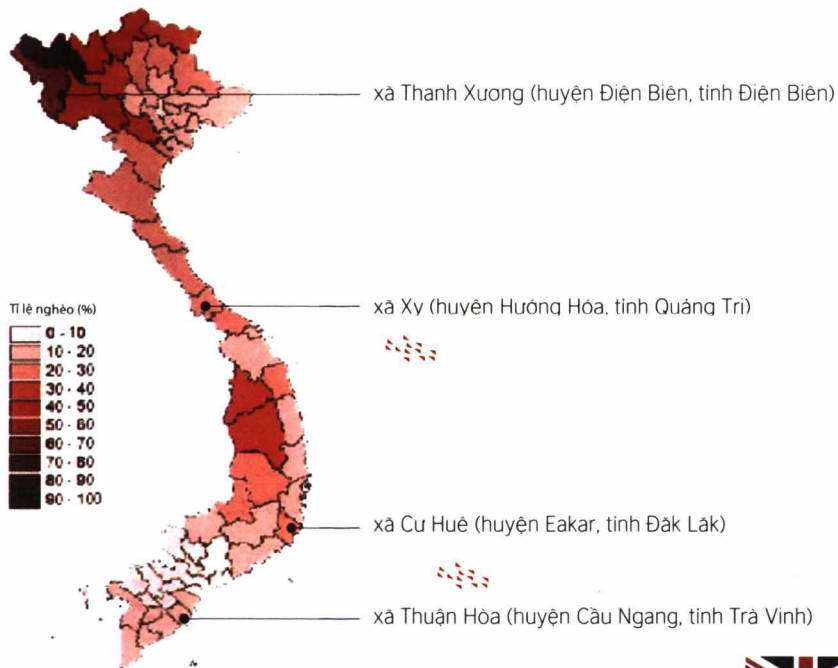 xã Thanh Xương (huyện Điện Biên, tỉnh Điện Biên)
xã Xy (huyện Hướng Hóa, tỉnh Quảng Trị)
Tỉ lệ nghèo (%)
0 - 10
10 - 20
20 - 30
30 - 40
40 - 50
50 - 60
60 - 70
70 - 80
80 - 90
90 - 100
xã Cư Huê (huyện Eakar, tỉnh Đăk Lăk)
xã Thuận Hòa (huyện Cầu Ngang, tỉnh Trà Vinh)